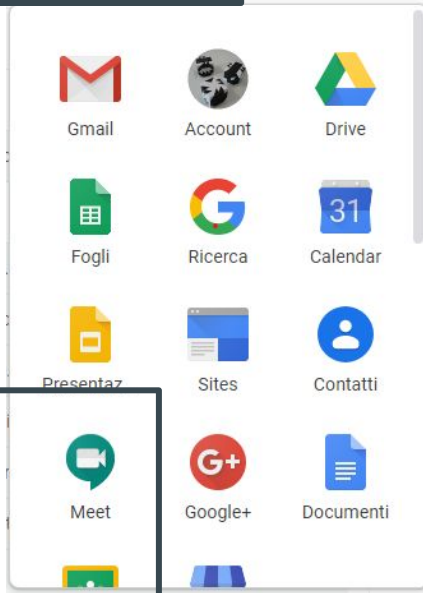 Gmail Account Drive
Fogli Ricerca 31 Calendar
Presentaz Sites Contatti
Meet G+ Google+ Documenti